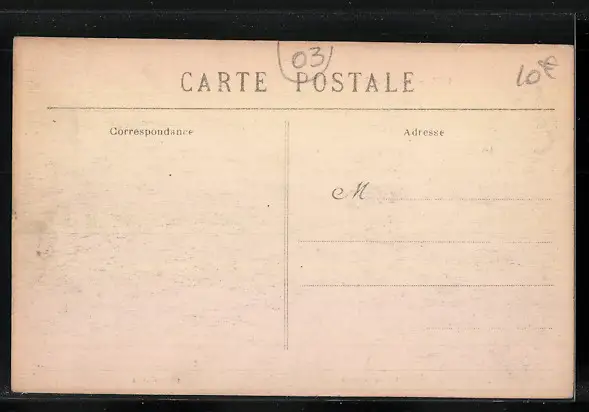 03
CARTE POSTALE
10 €
Correspondance
Adresse
M